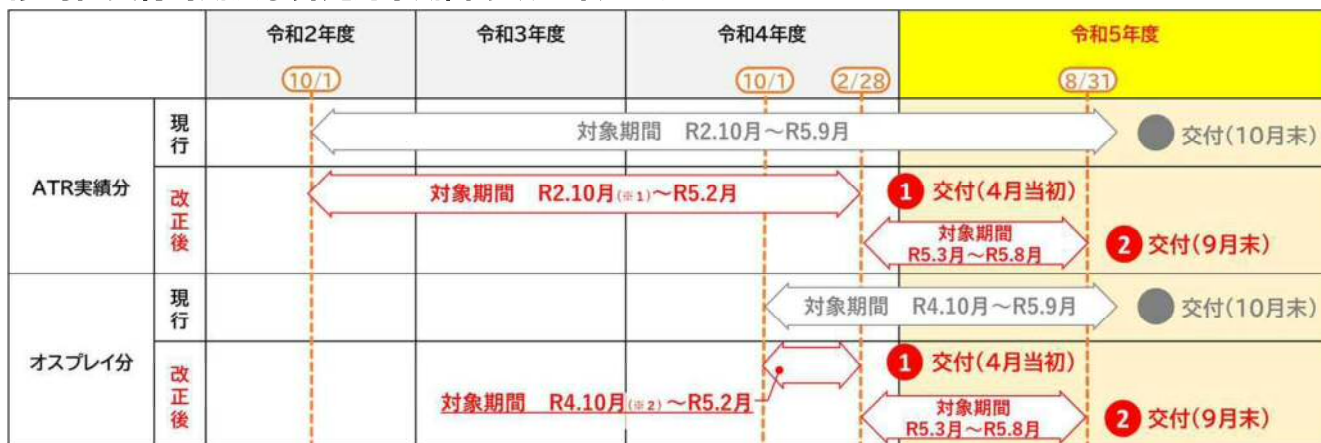 令和2年度 令和3年度 令和4年度 令和5年度
10/1 10/1 2/28 8/31
ATR実績分
現行
対象期間 R2.10月～R5.9月
交付(10月末)
改正後
対象期間 R2.10月(※1)～R5.2月
1 交付(4月当初)
対象期間
R5.3月～R5.8月
2 交付(9月末)
オスプレイ分
現行
対象期間 R4.10月～R5.9月
交付(10月末)
改正後
1 交付(4月当初)
対象期間 R4.10月(※2)～R5.2月
対象期間
R5.3月～R5.8月
2 交付(9月末)